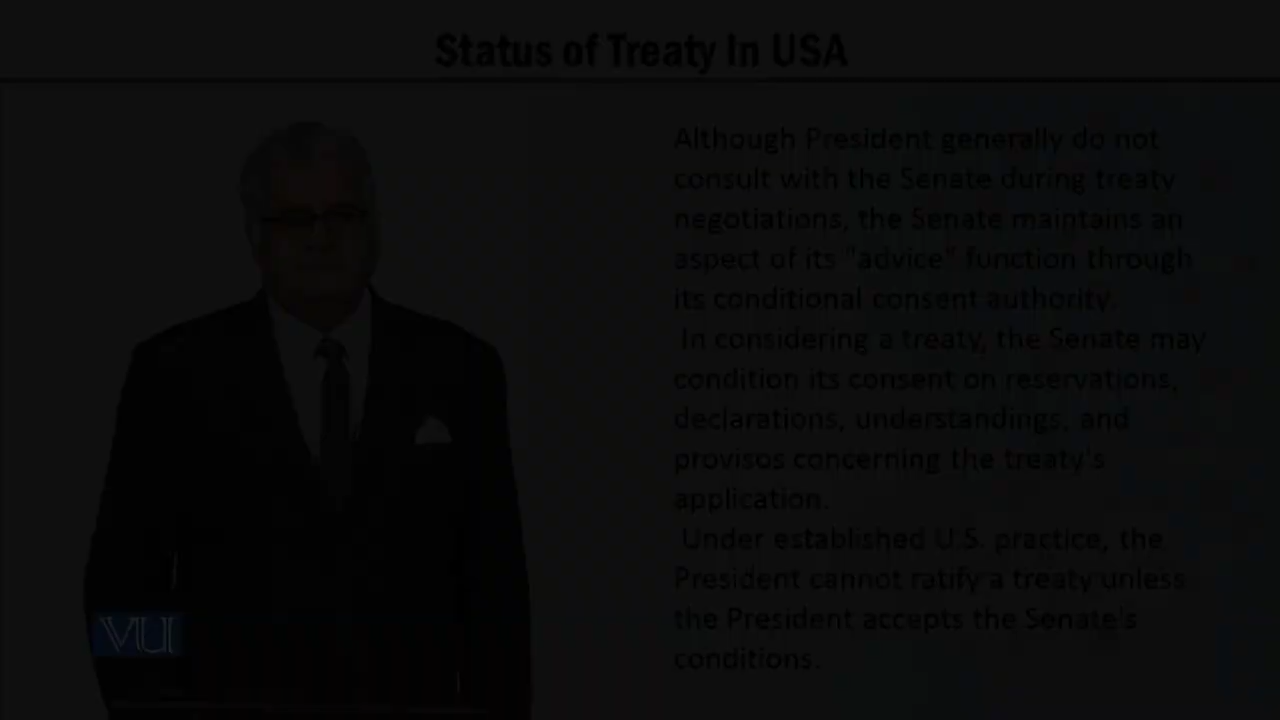 Status of Treaty In USA
Although President generally do not
consult with the Senate during treaty
negotiations, the Senate maintains an
aspect of its "advice" function through
its conditional consent authority.
In considering a treaty, the Senate may
condition its consent on reservations,
declarations, understandings, and
provisos concerning the treaty's
application.
Under established U.S. practice, the
President cannot ratify a treaty unless
the President accepts the Senate's
conditions.
VU